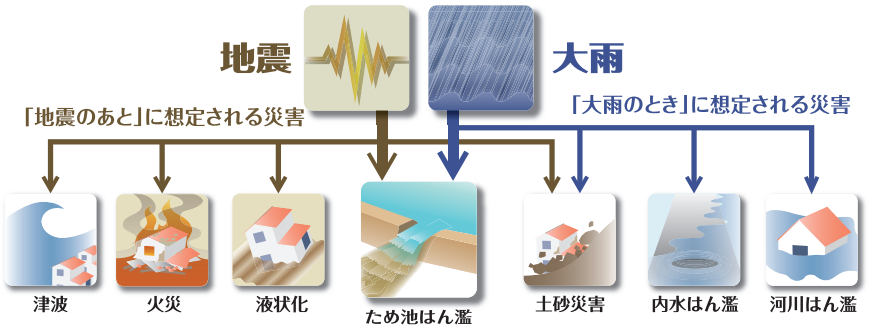 地震
大雨
「地震のあと」に想定される災害
「大雨のとき」に想定される災害
津波
火災
液状化
ため池はん濫
土砂災害
内水はん濫
河川はん濫